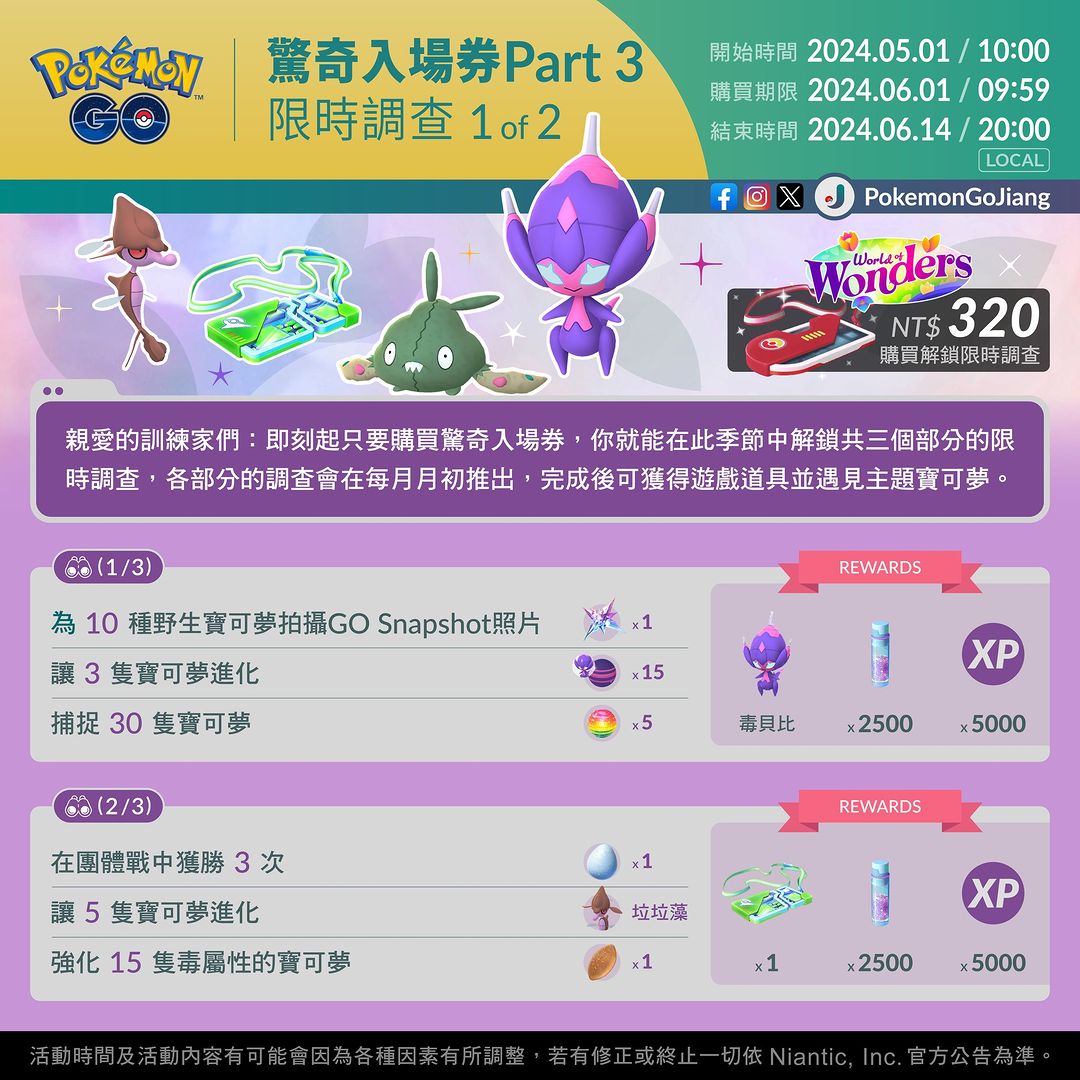 Pokémon GO TM
驚奇入場券Part 3
限時調查 1 of 2
開始時間 2024.05.01 / 10:00
購買期限 2024.06.01 / 09:59
結束時間 2024.06.14 / 20:00
LOCAL
PokemonGoJiang
World of
Wonders
NT$ 320
購買解鎖限時調查
親愛的訓練家們：即刻起只要購買驚奇入場券，你就能在此季節中解鎖共三個部分的限
時調查，各部分的調查會在每月月初推出，完成後可獲得遊戲道具並遇見主題寶可夢。
(1/3)
REWARDS
為 10 種野生寶可夢拍攝GO Snapshot照片 x1
讓 3 隻寶可夢進化 x15
捕捉 30 隻寶可夢 x5
XP
毒貝比 x2500 x5000
(2/3)
REWARDS
在團體戰中獲勝 3 次 x1
讓 5 隻寶可夢進化 垃垃藻
強化 15 隻毒屬性的寶可夢 x1
XP
x1 x2500 x5000
活動時間及活動內容有可能會因為各種因素有所調整，若有修正或終止一切依 Niantic, Inc. 官方公告為準。